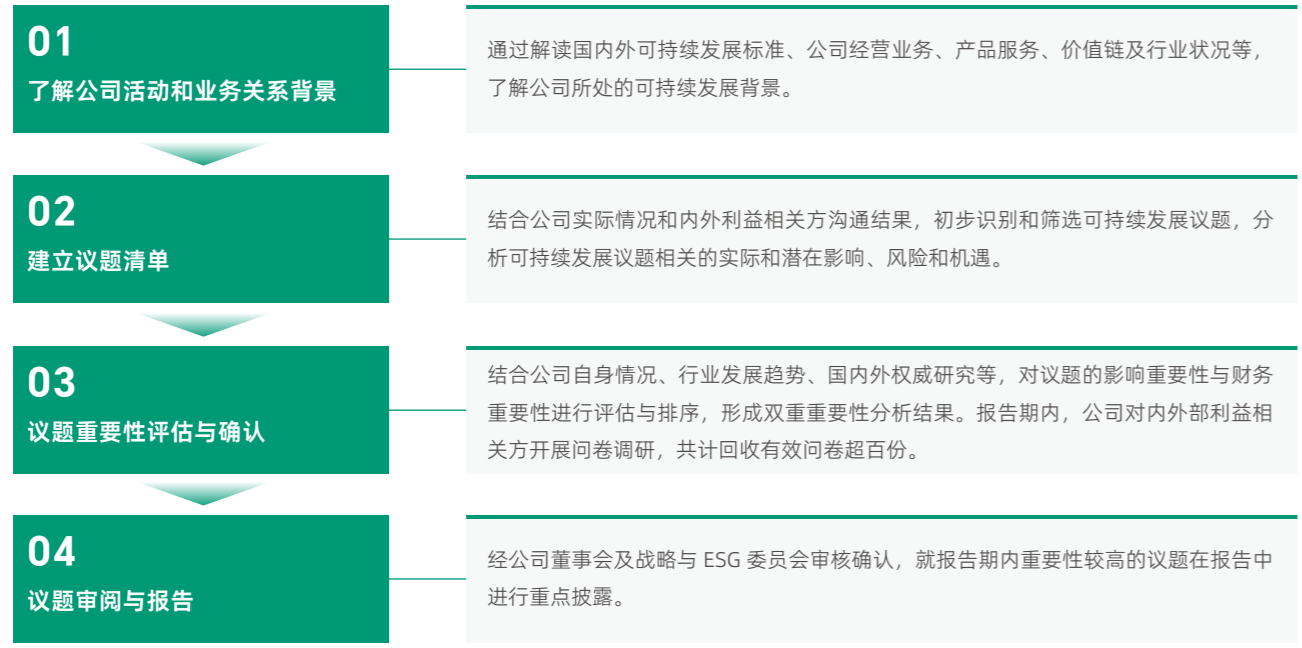 01
了解公司活动和业务关系背景
通过解读国内外可持续发展标准、公司经营业务、产品服务、价值链及行业状况等，
了解公司所处的可持续发展背景。
02
建立议题清单
结合公司实际情况和内外利益相关方沟通结果，初步识别和筛选可持续发展议题，分
析可持续发展议题相关的实际和潜在影响、风险和机遇。
03
议题重要性评估与确认
结合公司自身情况、行业发展趋势、国内外权威研究等，对议题的影响重要性与财务
重要性进行评估与排序，形成双重重要性分析结果。报告期内，公司对内外部利益相
关方开展问卷调研，共计回收有效问卷超百份。
04
议题审阅与报告
经公司董事会及战略与 ESG 委员会审核确认，就报告期内重要性较高的议题在报告中
进行重点披露。